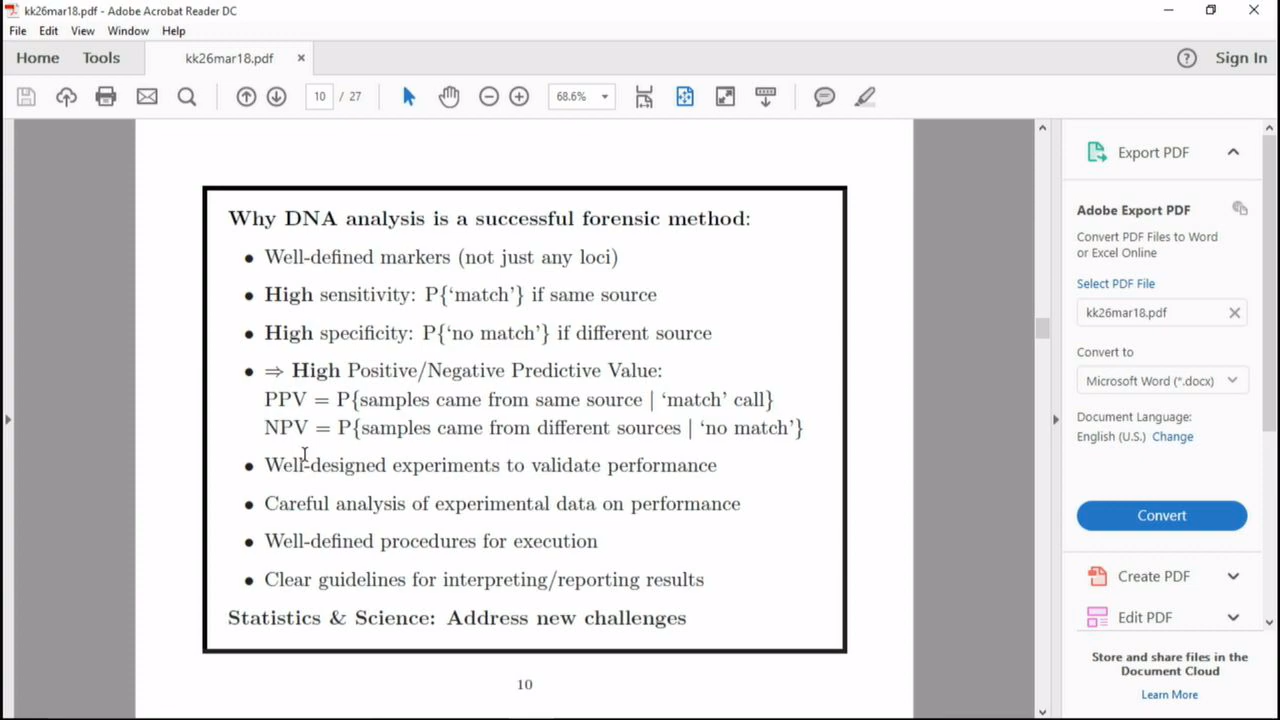 kk26mar18.pdf - Adobe Acrobat Reader DC
File Edit View Window Help
Home Tools kk26mar18.pdf × Sign In
10 / 27 68.6%
Why DNA analysis is a successful forensic method:
• Well-defined markers (not just any loci)
• High sensitivity: P{‘match’} if same source
• High specificity: P{‘no match’} if different source
• ⇒ High Positive/Negative Predictive Value:
PPV = P{samples came from same source | ‘match’ call}
NPV = P{samples came from different sources | ‘no match’}
• Well-designed experiments to validate performance
• Careful analysis of experimental data on performance
• Well-defined procedures for execution
• Clear guidelines for interpreting/reporting results
Statistics & Science: Address new challenges
10
Export PDF
Adobe Export PDF
Convert PDF Files to Word
or Excel Online
Select PDF File
kk26mar18.pdf
Convert to
Microsoft Word (*.docx)
Document Language:
English (U.S.) Change
Convert
Create PDF
Edit PDF
Store and share files in the
Document Cloud
Learn More